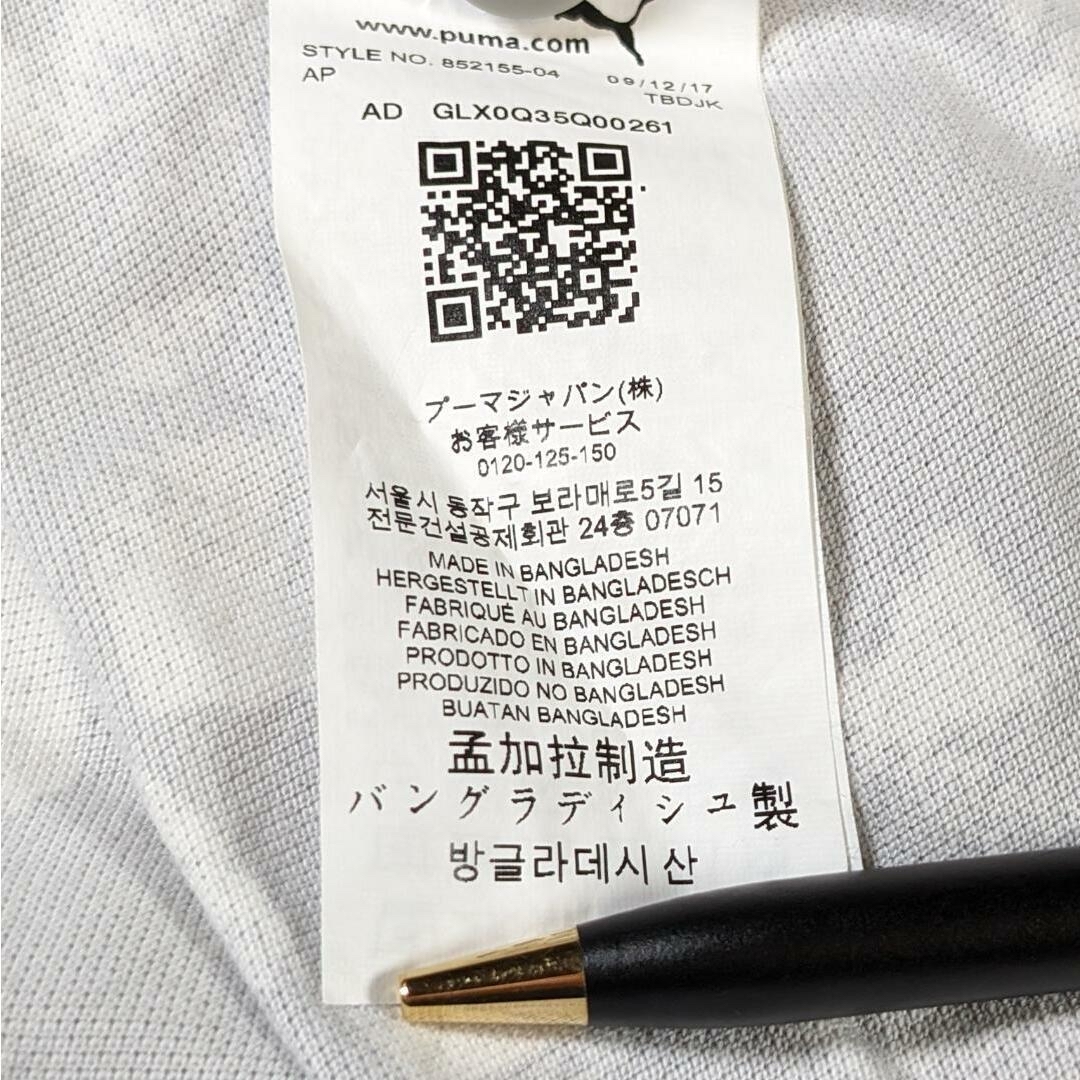 www.puma.com
STYLE NO. 852155-04 09/12/17
AP TBDJK
AD GLX0Q35Q00261
プーマジャパン(株)
お客様サービス
0120-125-150
서울시 동작구 보라매로5길 15
전문건설공제회관 24층 07071
MADE IN BANGLADESH
HERGESTELLT IN BANGLADESCH
FABRIQUÉ AU BANGLADESH
FABRICADO EN BANGLADESH
PRODOTTO IN BANGLADESH
PRODUZIDO NO BANGLADESH
BUATAN BANGLADESH
孟加拉制造
バングラディシュ製
방글라데시 산